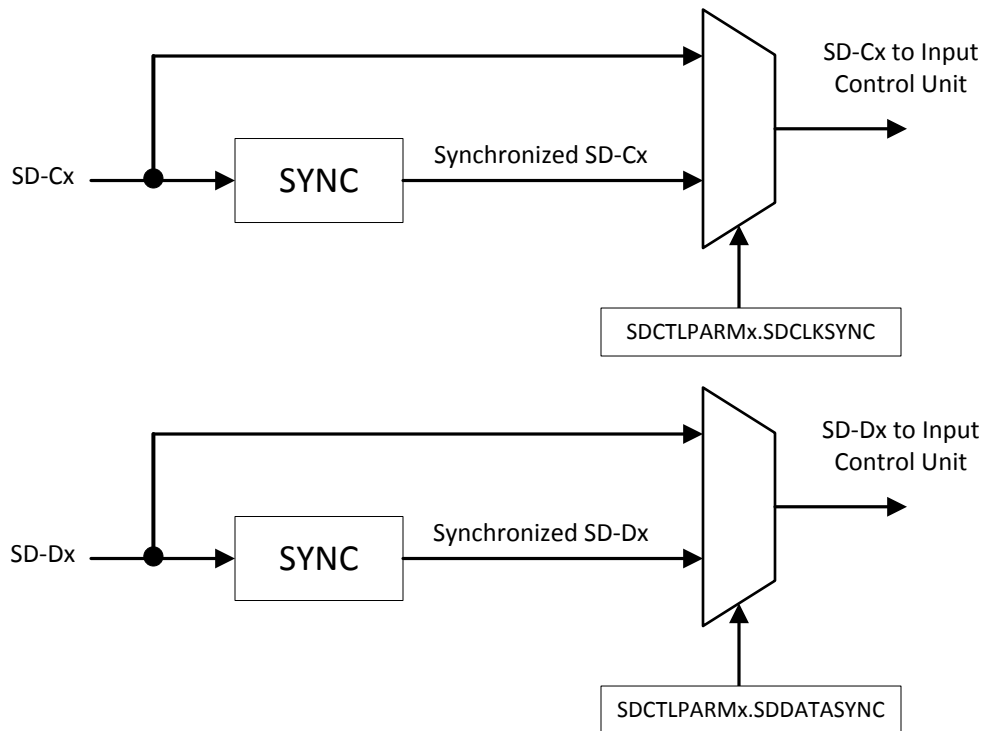 SD-Cx to Input
Control Unit
Synchronized SD-Cx
SD-Cx
SYNC
SDCTLPARMx.SDCLKSYNC
SD-Dx to Input
Control Unit
Synchronized SD-Dx
SD-Dx
SYNC
SDCTLPARMx.SDDATASYNC